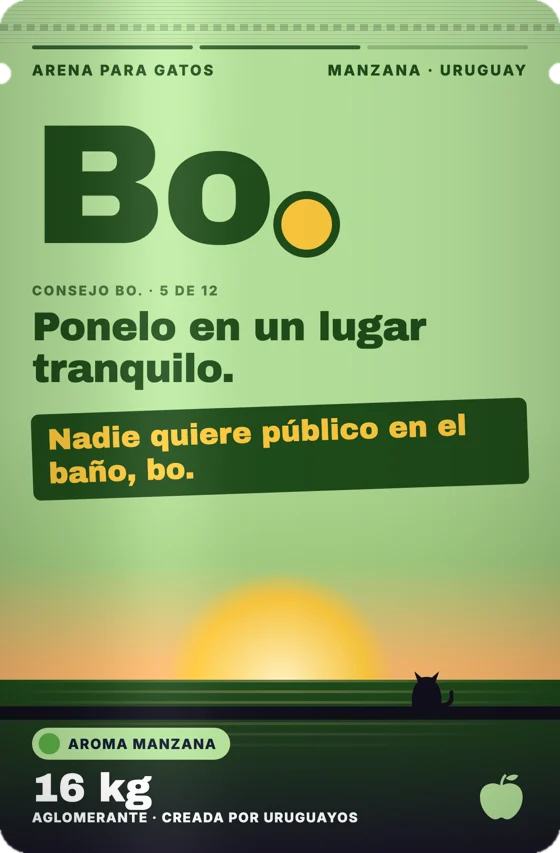 ARENA PARA GATOS
MANZANA · URUGUAY
Bo.
CONSEJO BO. · 5 DE 12
Ponelo en un lugar
tranquilo.
Nadie quiere público en el
baño, bo.
AROMA MANZANA
16 kg
AGLOMERANTE · CREADA POR URUGUAYOS